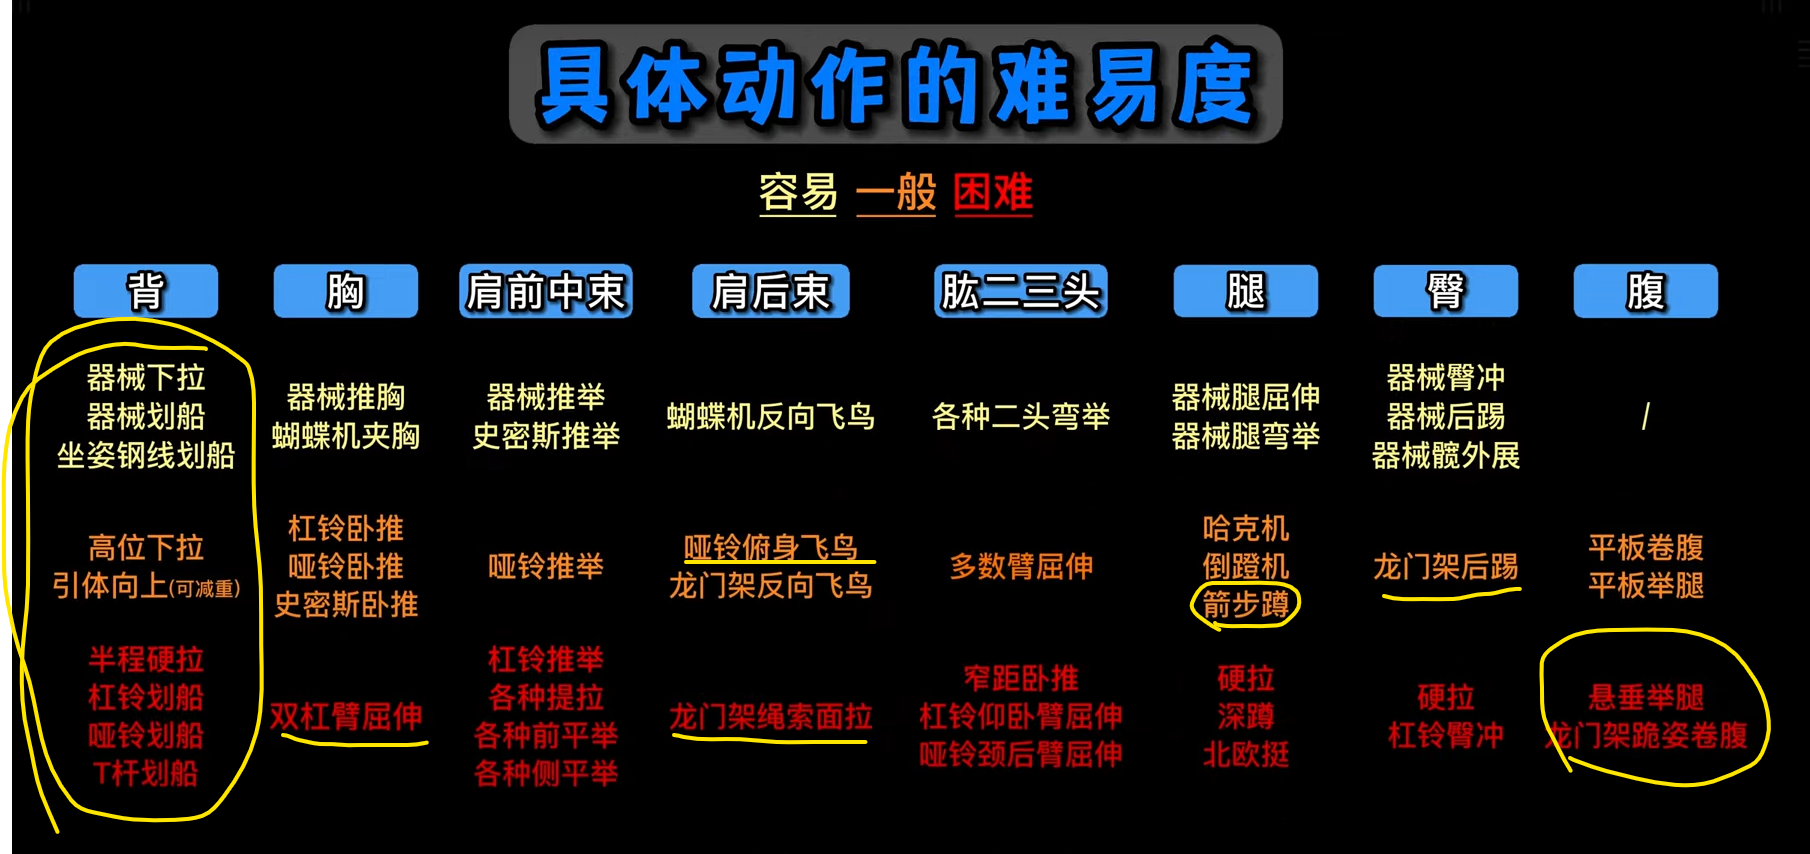 具体动作的难易度
容易 一般 困难
背
器械下拉
器械划船
坐姿钢线划船
高位下拉
引体向上(可减重)
半程硬拉
杠铃划船
哑铃划船
T杆划船
胸
器械推胸
蝴蝶机夹胸
杠铃卧推
哑铃卧推
史密斯卧推
双杠臂屈伸
肩前中束
器械推举
史密斯推举
哑铃推举
杠铃推举
各种提拉
各种前平举
各种侧平举
肩后束
蝴蝶机反向飞鸟
哑铃俯身飞鸟
龙门架反向飞鸟
龙门架绳索面拉
肱二三头
各种二头弯举
多数臂屈伸
窄距卧推
杠铃仰卧臂屈伸
哑铃颈后臂屈伸
腿
器械腿屈伸
器械腿弯举
哈克机
倒蹬机
箭步蹲
硬拉
深蹲
北欧挺
臀
器械臀冲
器械后踢
器械髋外展
龙门架后踢
硬拉
杠铃臀冲
腹
/
平板卷腹
平板举腿
悬垂举腿
龙门架跪姿卷腹